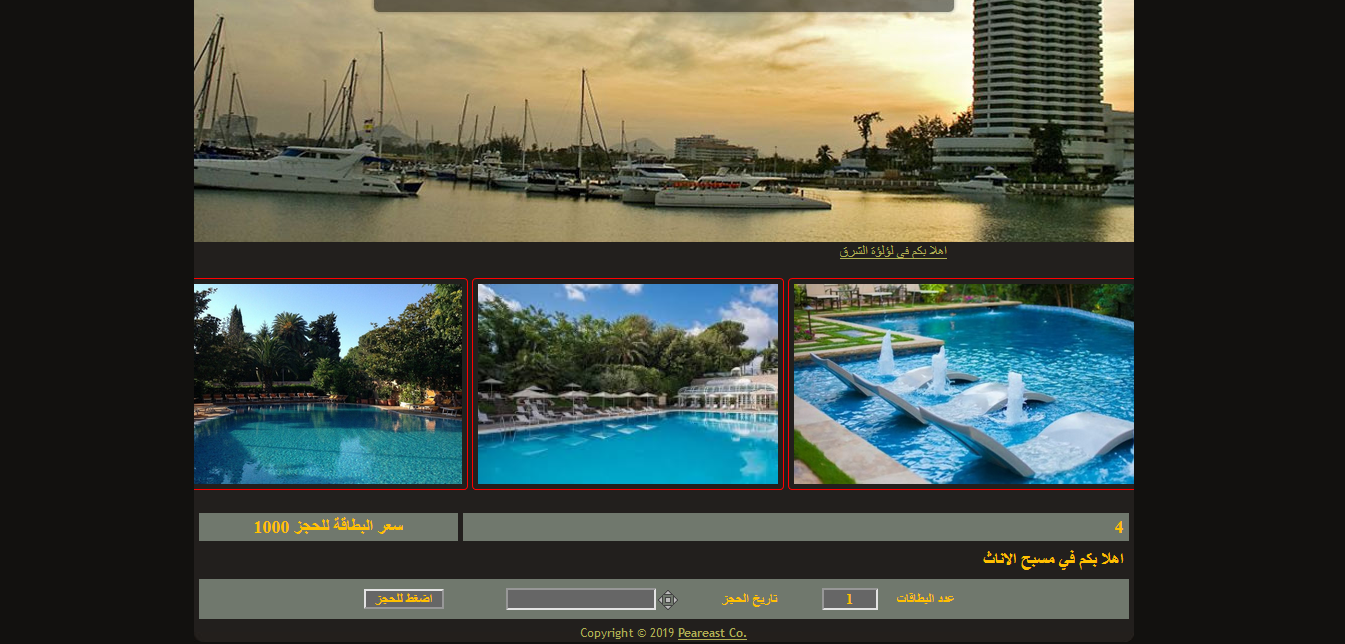 اهلا بكم في لؤلؤة الشرق
4
سعر البطاقة للحجز 1000
اهلا بكم في مسبح الاناث
عدد البطاقات 1 تاريخ الحجز اضغط للحجز
Copyright © 2019 Peareast Co.